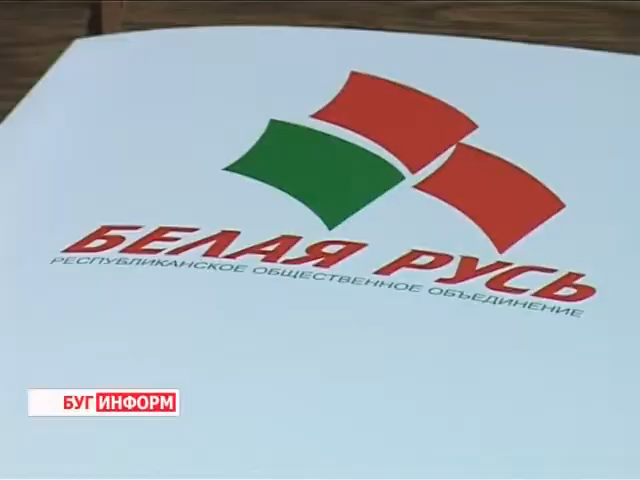 БЕЛАЯ РУСЬ
РЕСПУБЛИКАНСКОЕ ОБЩЕСТВЕННОЕ ОБЪЕДИНЕНИЕ
БУГ ИНФОРМ